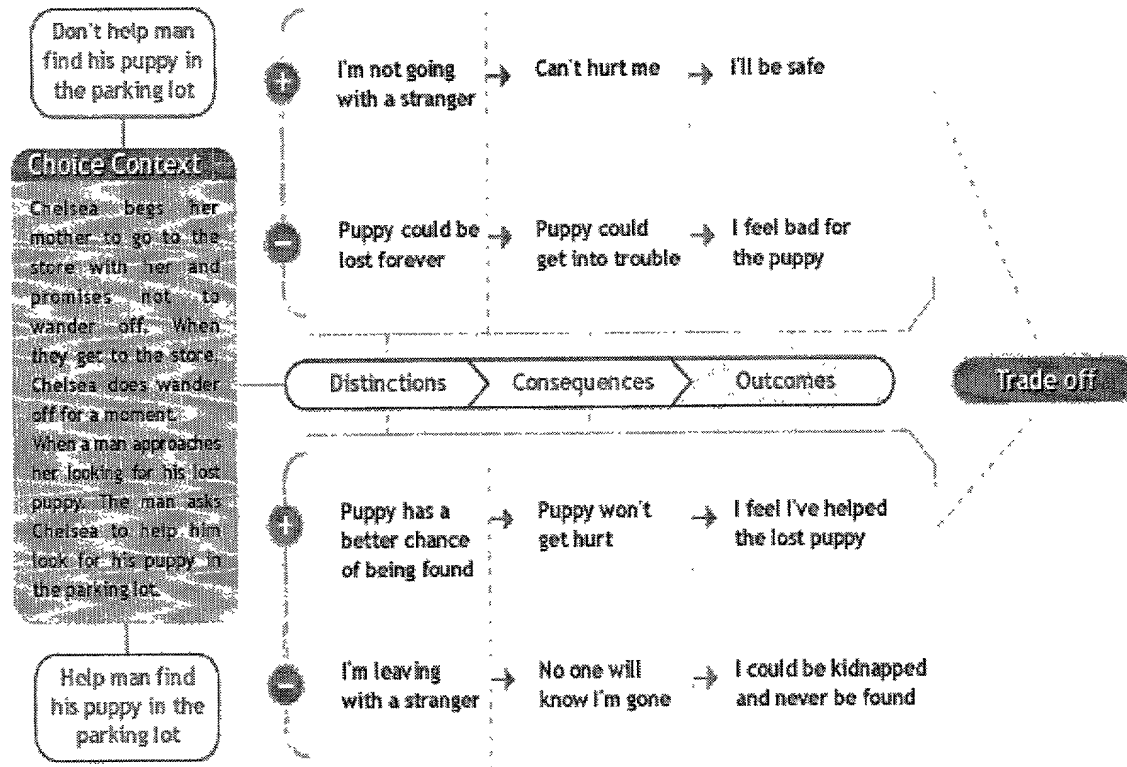 Don't help man
find his puppy in
the parking lot
+
I'm not going
with a stranger
Can't hurt me
I'll be safe
Choice Context
Chelsea begs her
mother to go to the
store with her and
promises not to
wander off. When
they get to the store,
Chelsea does wander
off for a moment.
When a man approaches
her looking for his lost
puppy. The man asks
Chelsea to help him
look for his puppy in
the parking lot.
−
Puppy could be
lost forever
Puppy could
get into trouble
I feel bad for
the puppy
Distinctions
Consequences
Outcomes
Trade off
+
Puppy has a
better chance
of being found
Puppy won't
get hurt
I feel I've helped
the lost puppy
Help man find
his puppy in the
parking lot
−
I'm leaving
with a stranger
No one will
know I'm gone
I could be kidnapped
and never be found